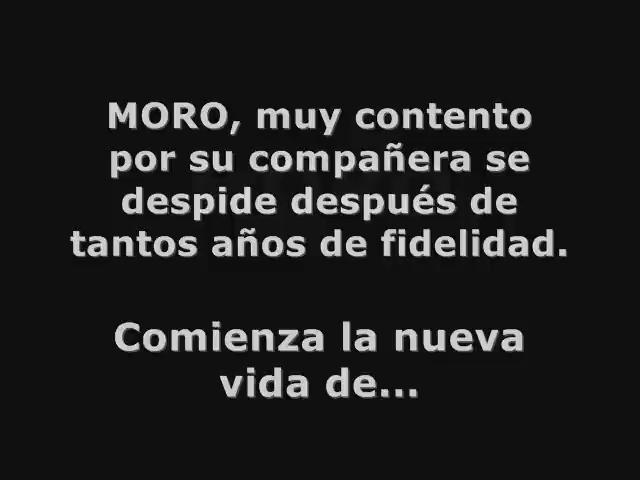 MORO, muy contento
por su compañera se
despide después de
tantos años de fidelidad.
Comienza la nueva
vida de...